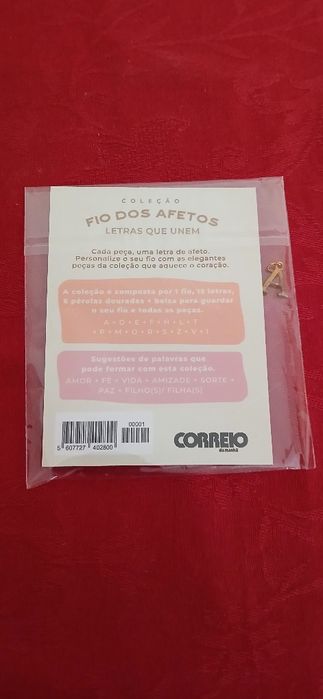 COLEÇÃO
FIO DOS AFETOS
LETRAS QUE UNEM
Cada peça, uma letra de afeto.
Personalize o seu fio com as elegantes
peças da coleção que aquece o coração.
A coleção é composta por 1 fio, 15 letras,
6 pérolas douradas + bolsa para guardar
o seu fio e todas as peças.
A • D • E • F • H • L • T
• P • M • O • R • S • Z • V • I
Sugestões de palavras que
pode formar com esta coleção.
AMOR • FÉ • VIDA • AMIZADE • SORTE •
PAZ • FILHO(S)/ FILHA(S)
00001
5 607727 402800
CORREIO
da manhã
A